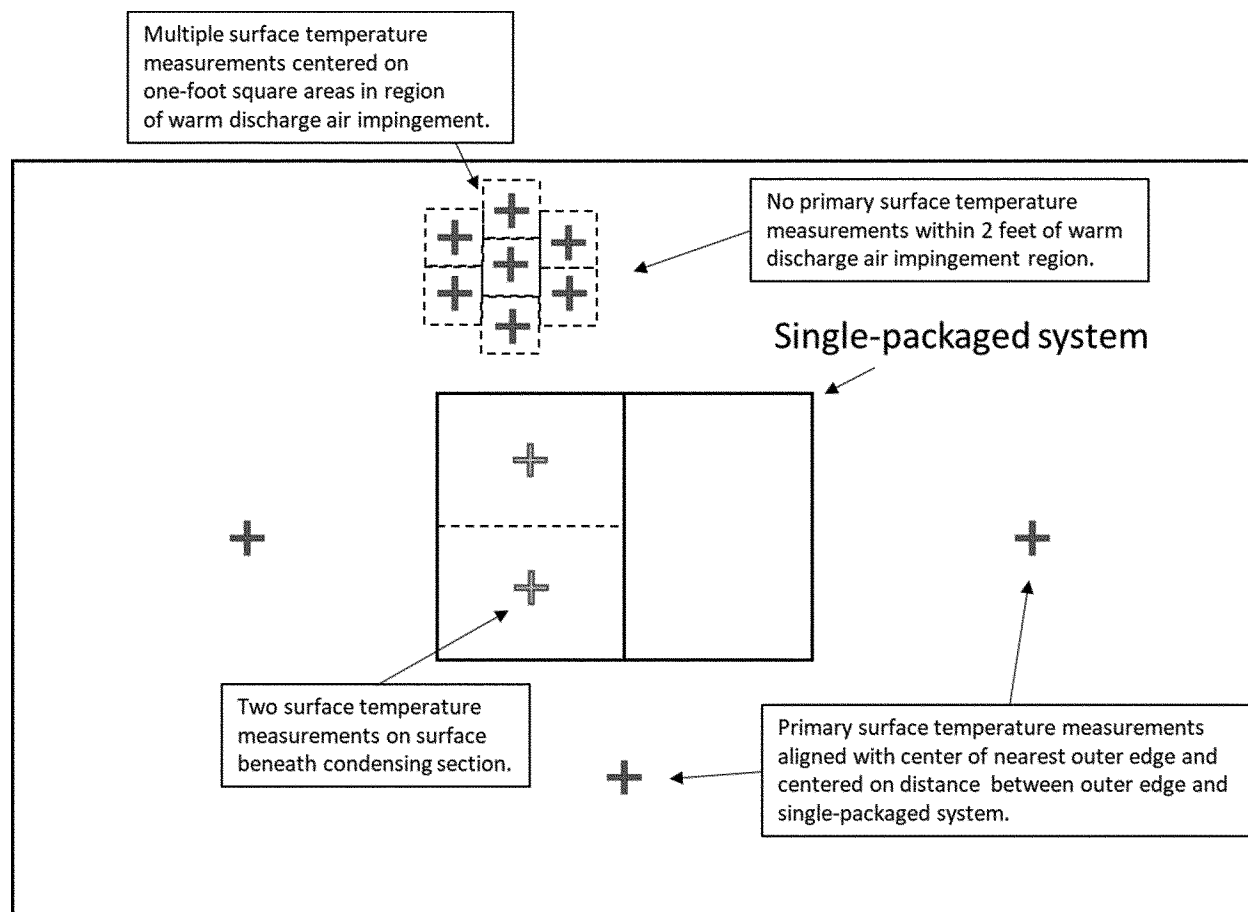 Multiple surface temperature
measurements centered on
one-foot square areas in region
of warm discharge air impingement.
No primary surface temperature
measurements within 2 feet of warm
discharge air impingement region.
Single-packaged system
Two surface temperature
measurements on surface
beneath condensing section.
Primary surface temperature measurements
aligned with center of nearest outer edge and
centered on distance between outer edge and
single-packaged system.